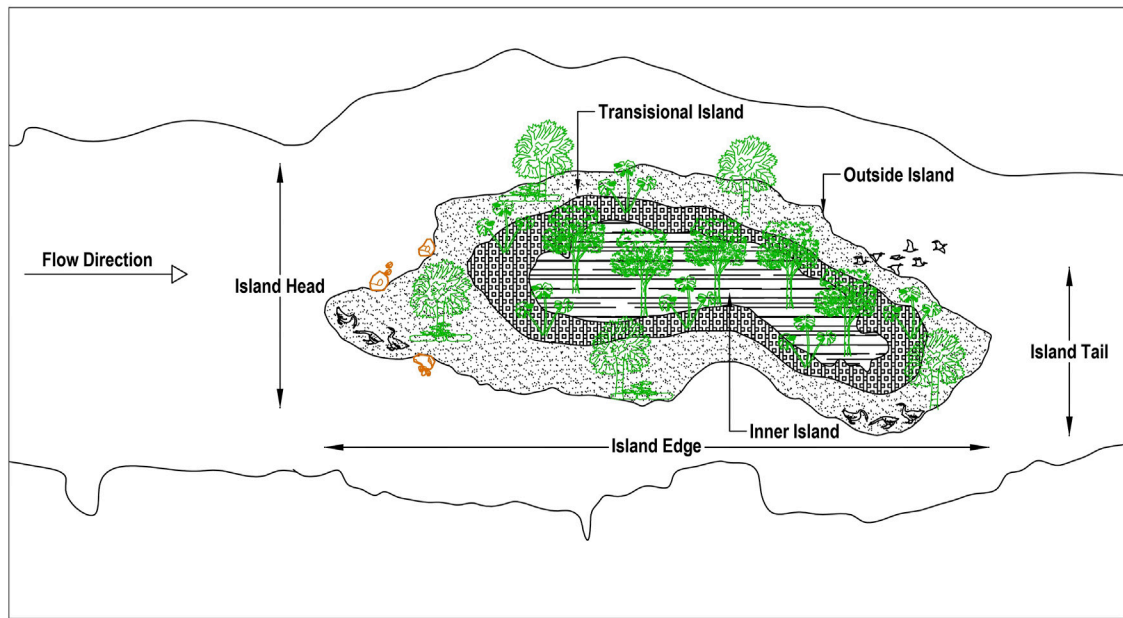 Transisional Island
Outside Island
Flow Direction
Island Head
Island Tail
Inner Island
Island Edge